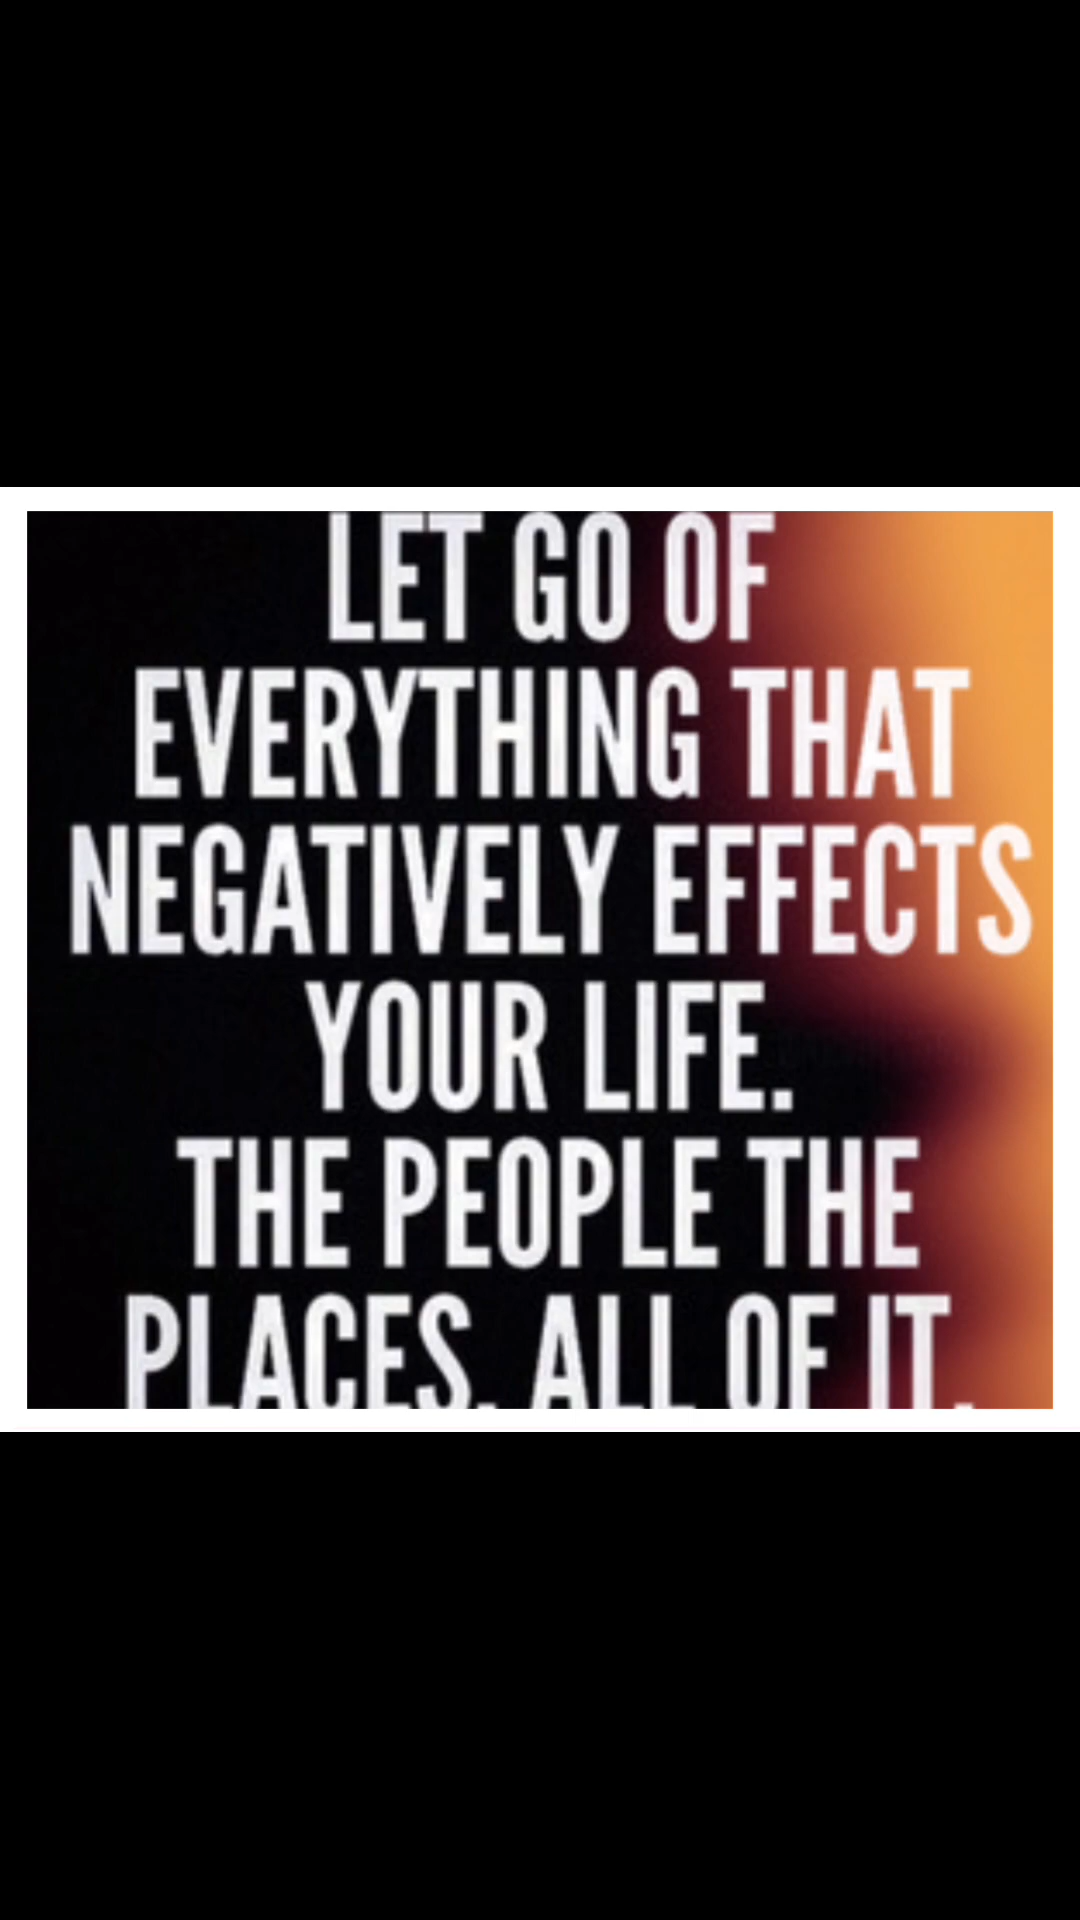 LET GO OF
EVERYTHING THAT
NEGATIVELY EFFECTS
YOUR LIFE.
THE PEOPLE THE
PLACES. ALL OF IT.